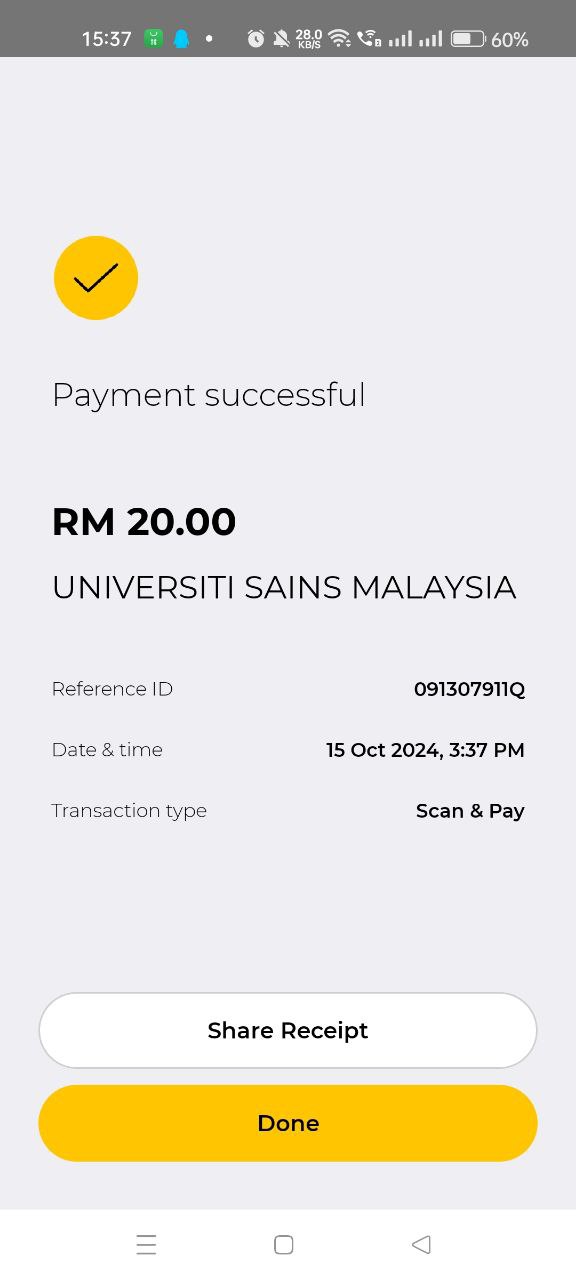 15:37 28.0 KB/S 60%
Payment successful
RM 20.00
UNIVERSITI SAINS MALAYSIA
Reference ID 091307911Q
Date & time 15 Oct 2024, 3:37 PM
Transaction type Scan & Pay
Share Receipt
Done